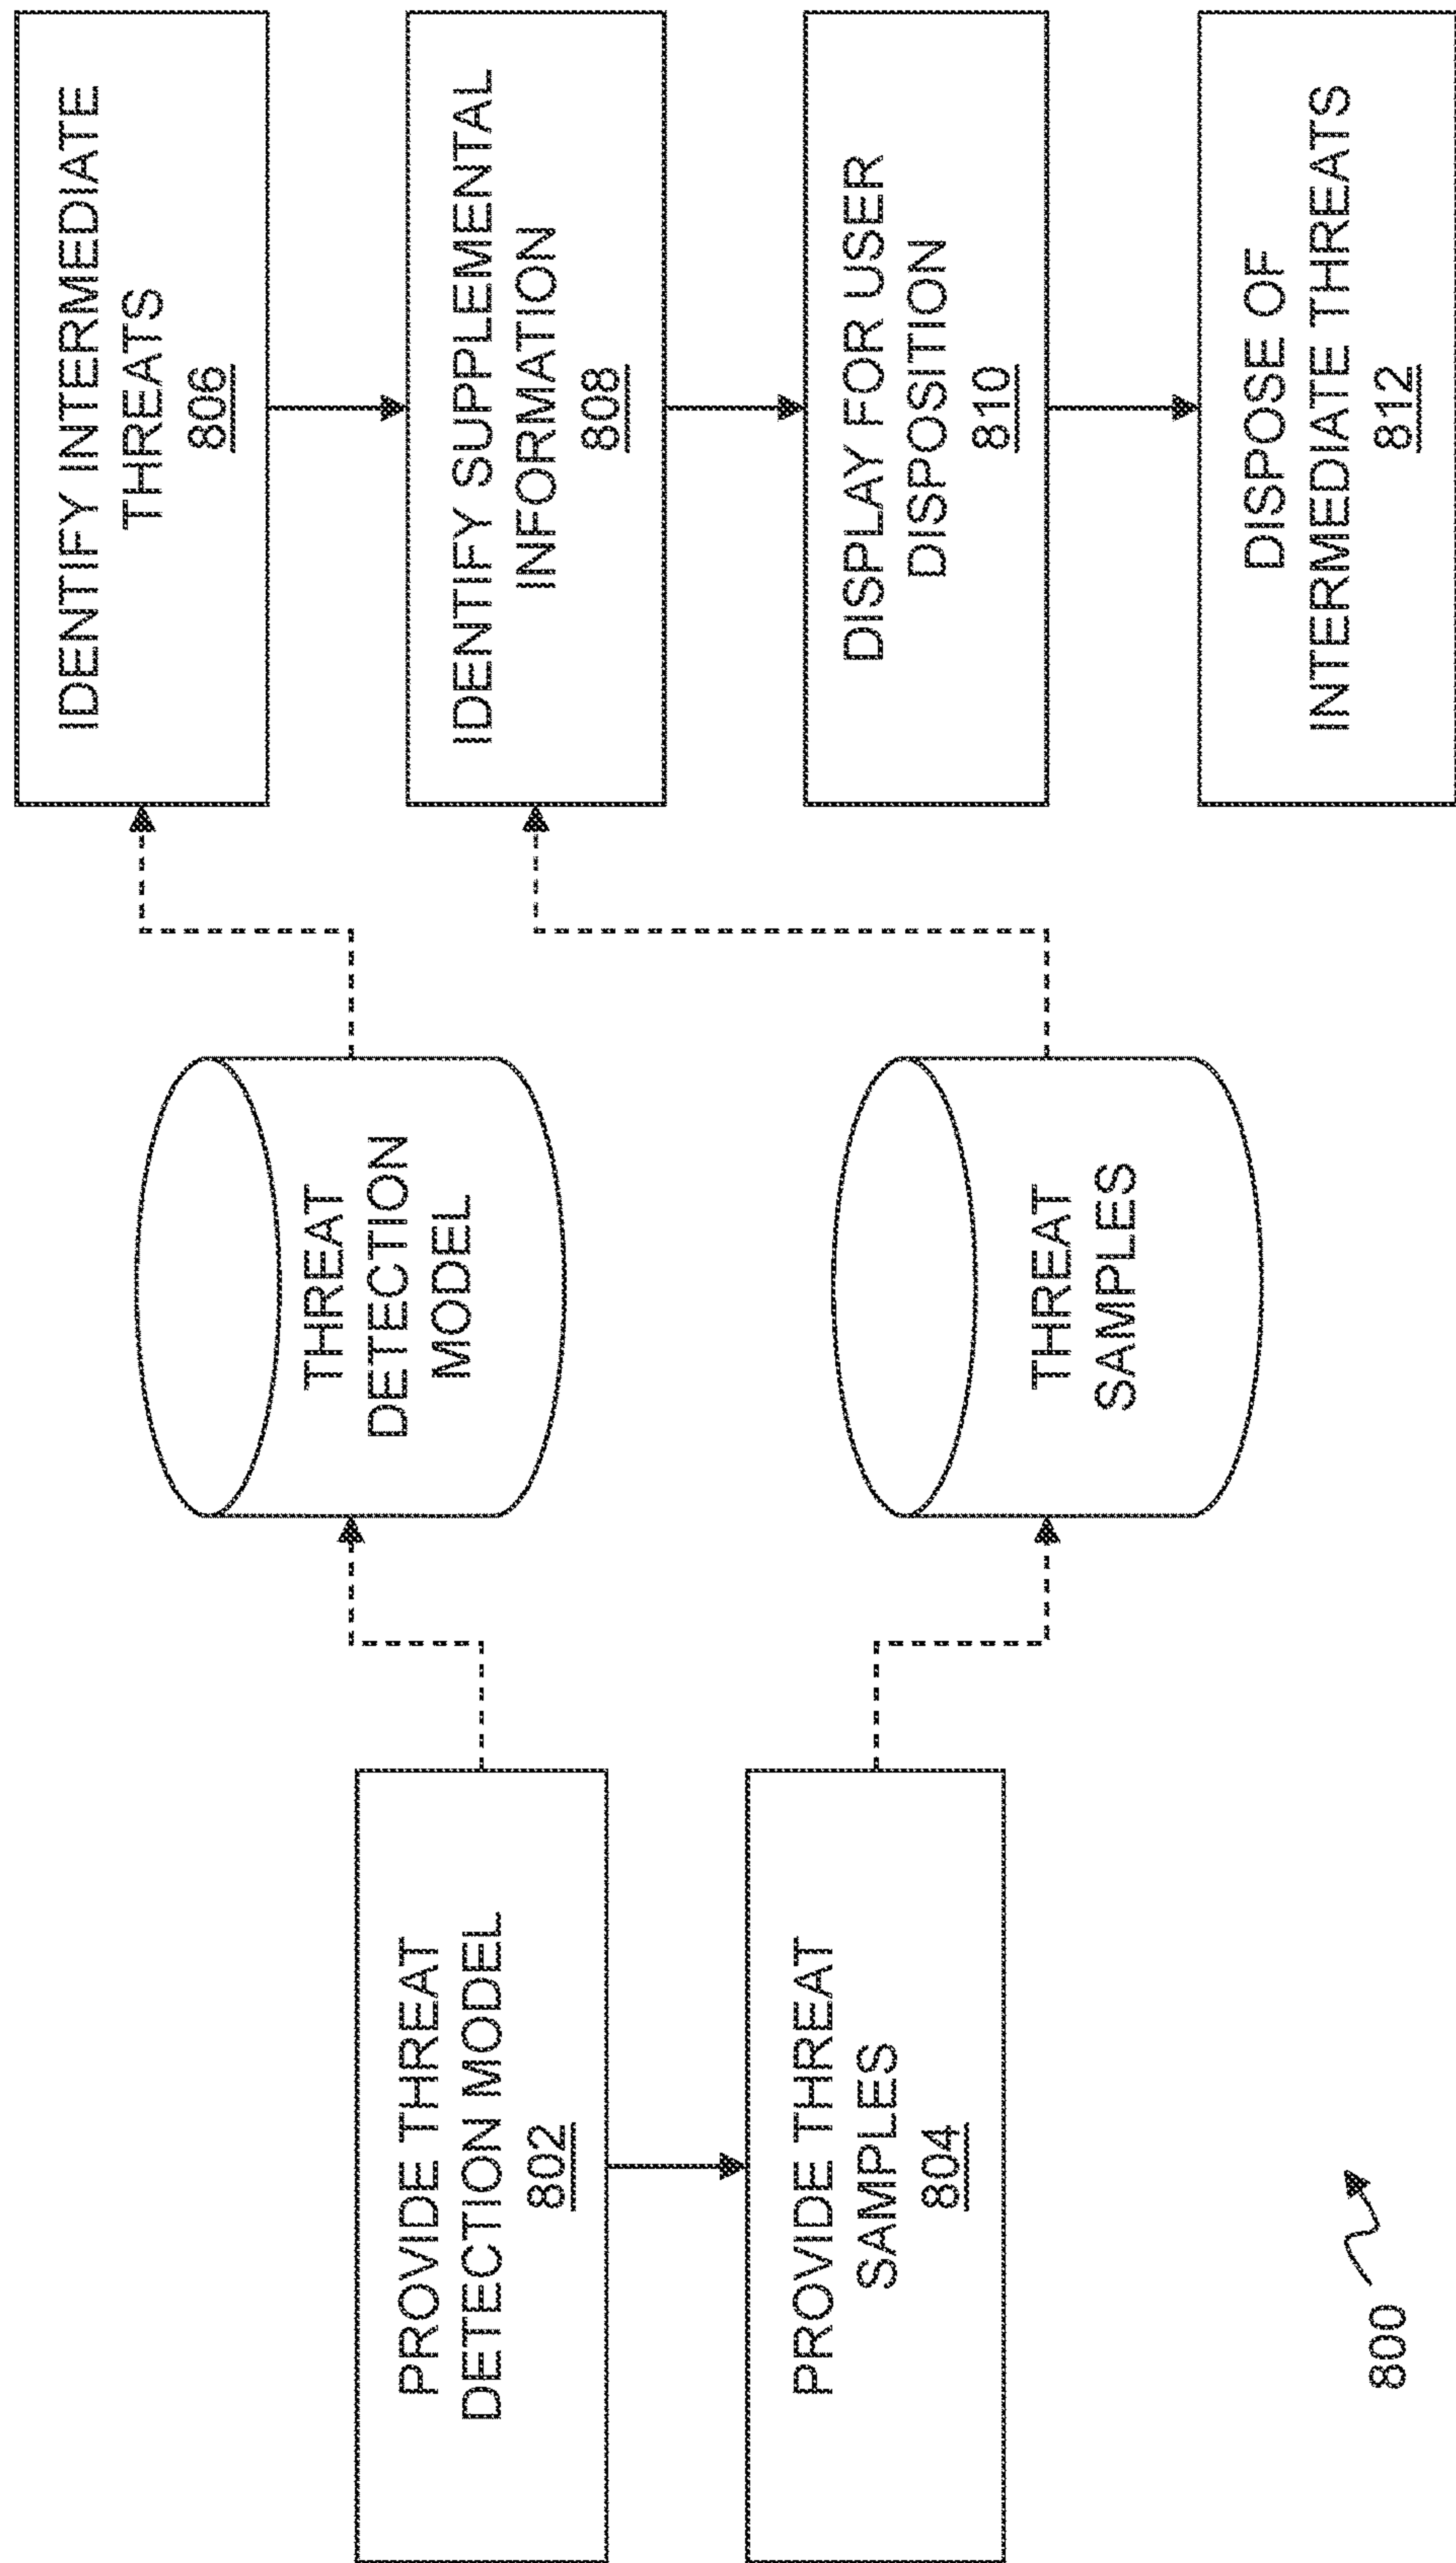 PROVIDE THREAT
DETECTION MODEL
802
PROVIDE THREAT
SAMPLES
804
THREAT
DETECTION
MODEL
THREAT
SAMPLES
IDENTIFY INTERMEDIATE
THREATS
806
IDENTIFY SUPPLEMENTAL
INFORMATION
808
DISPLAY FOR USER
DISPOSITION
810
DISPOSE OF
INTERMEDIATE THREATS
812
800